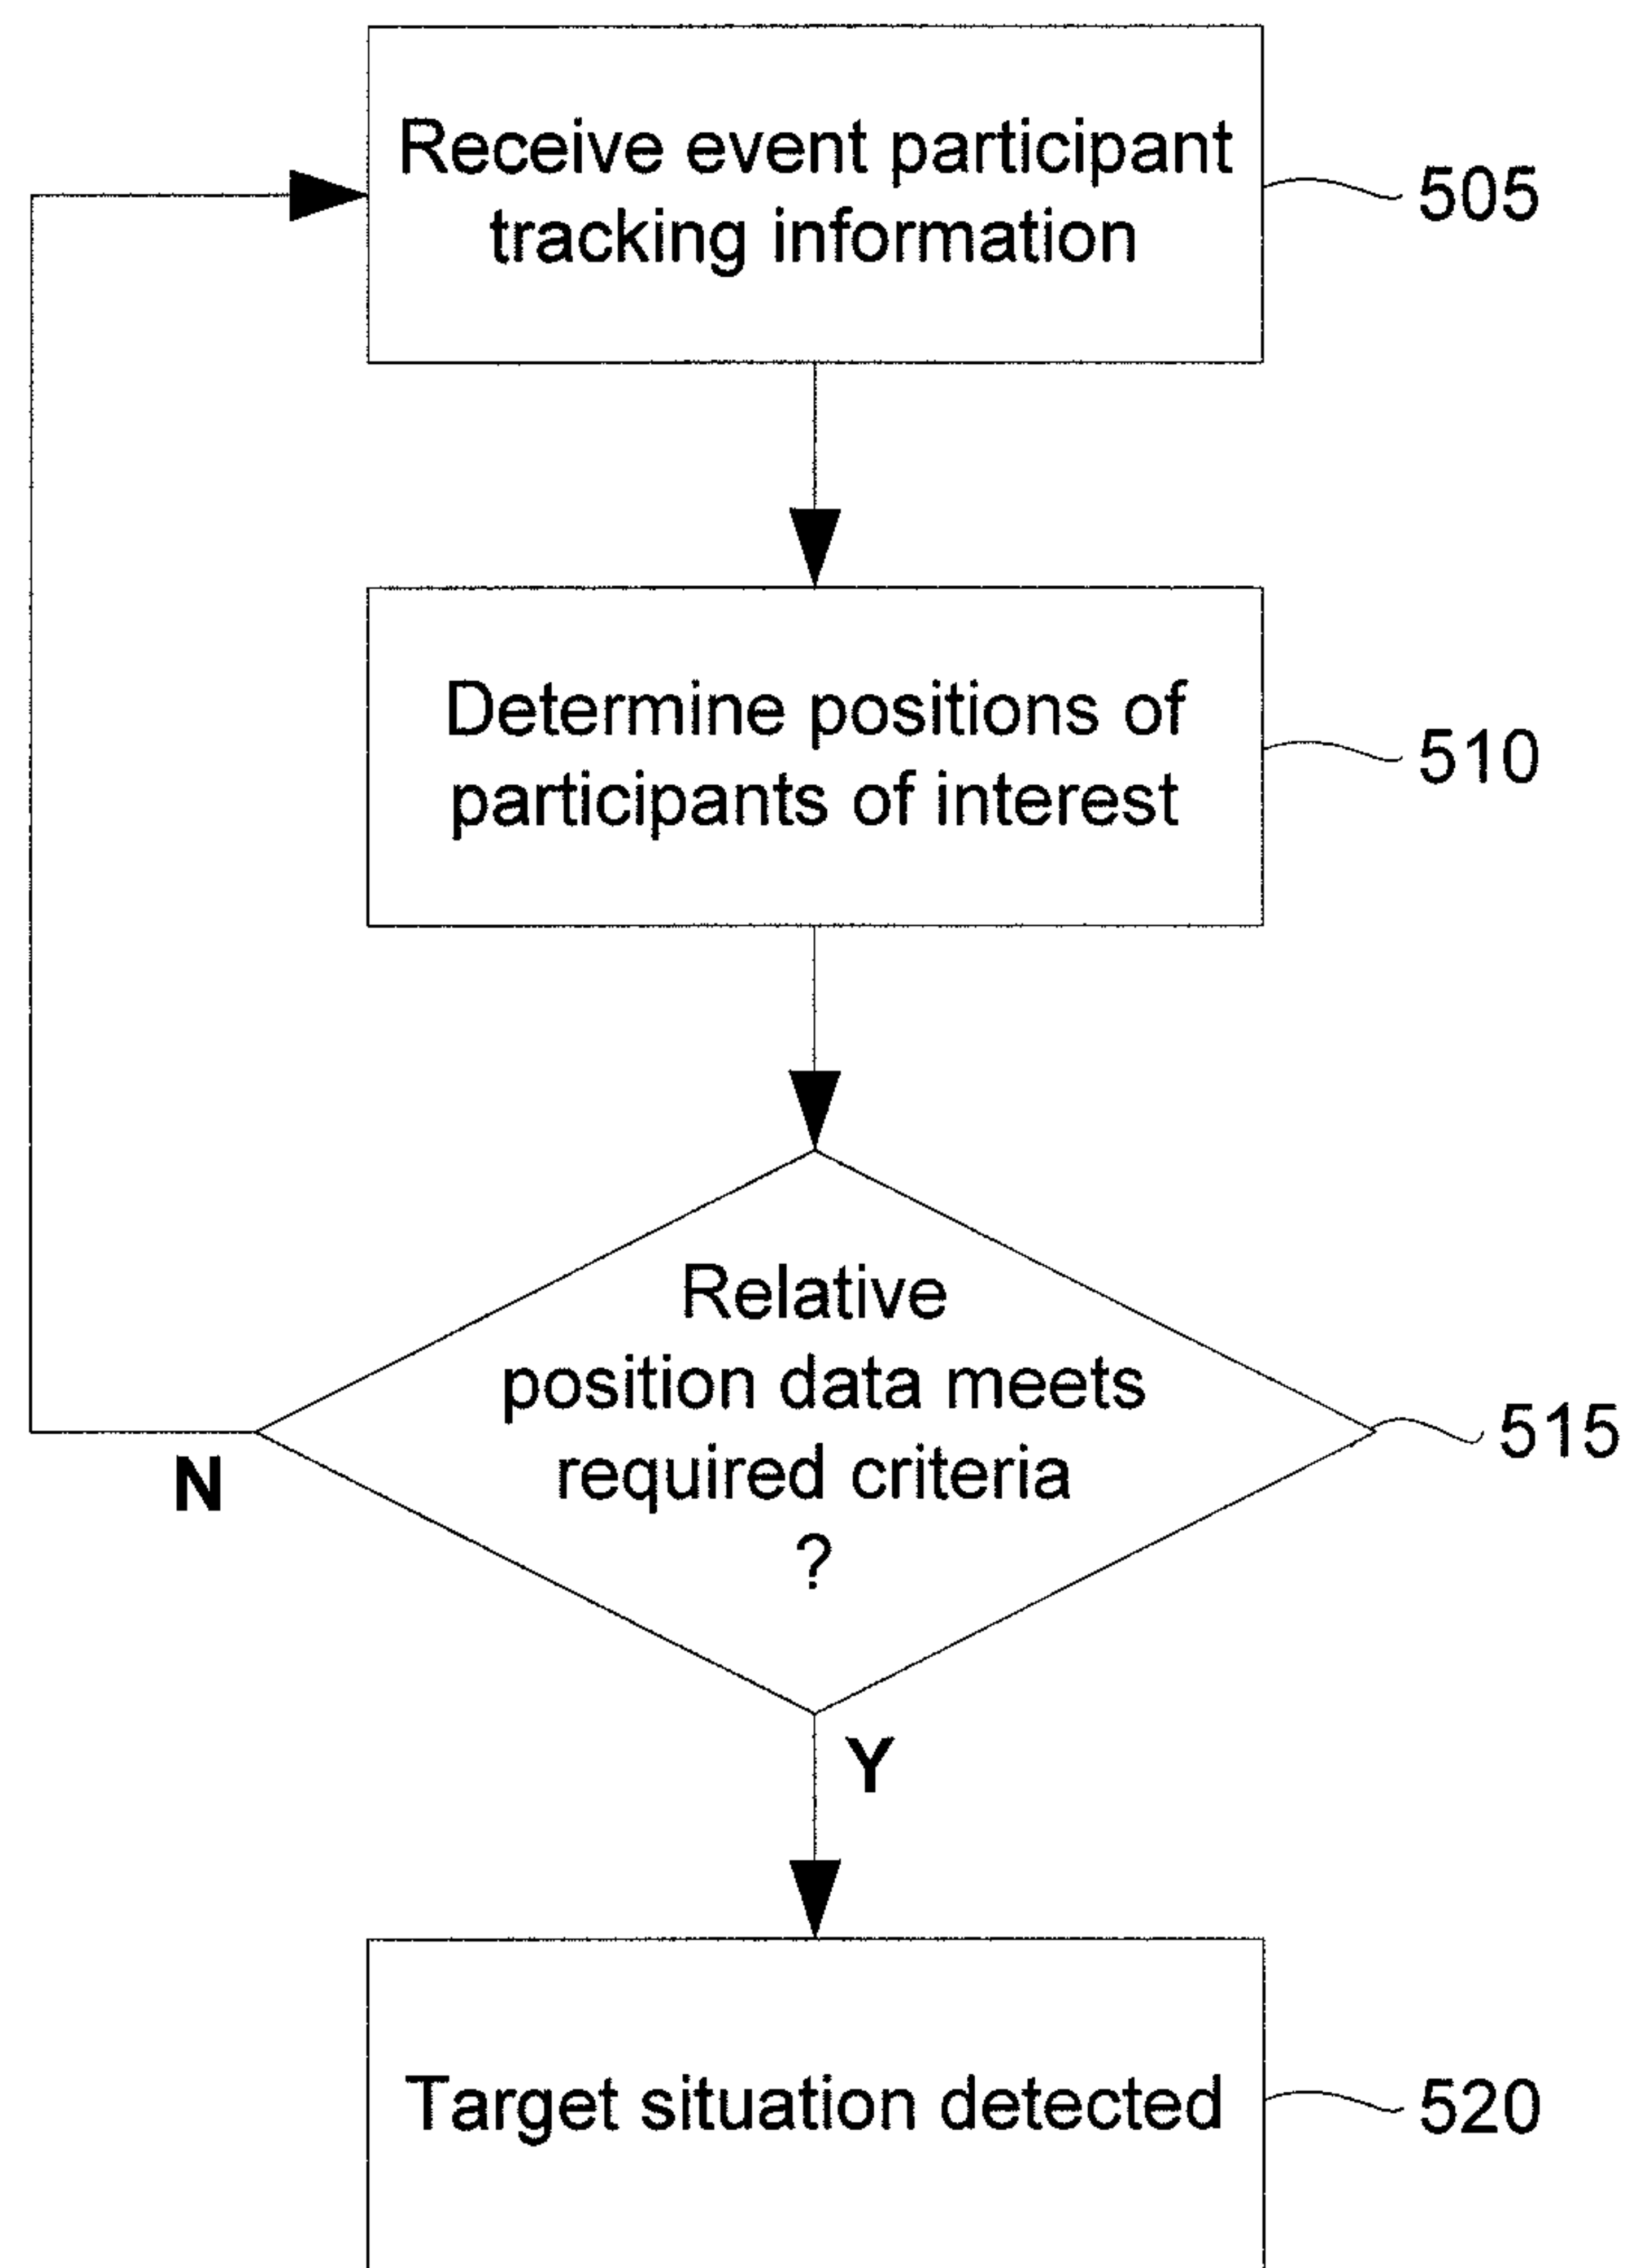 Receive event participant
tracking information
505
Determine positions of
participants of interest
510
Relative
position data meets
required criteria
?
515
N
Y
Target situation detected
520